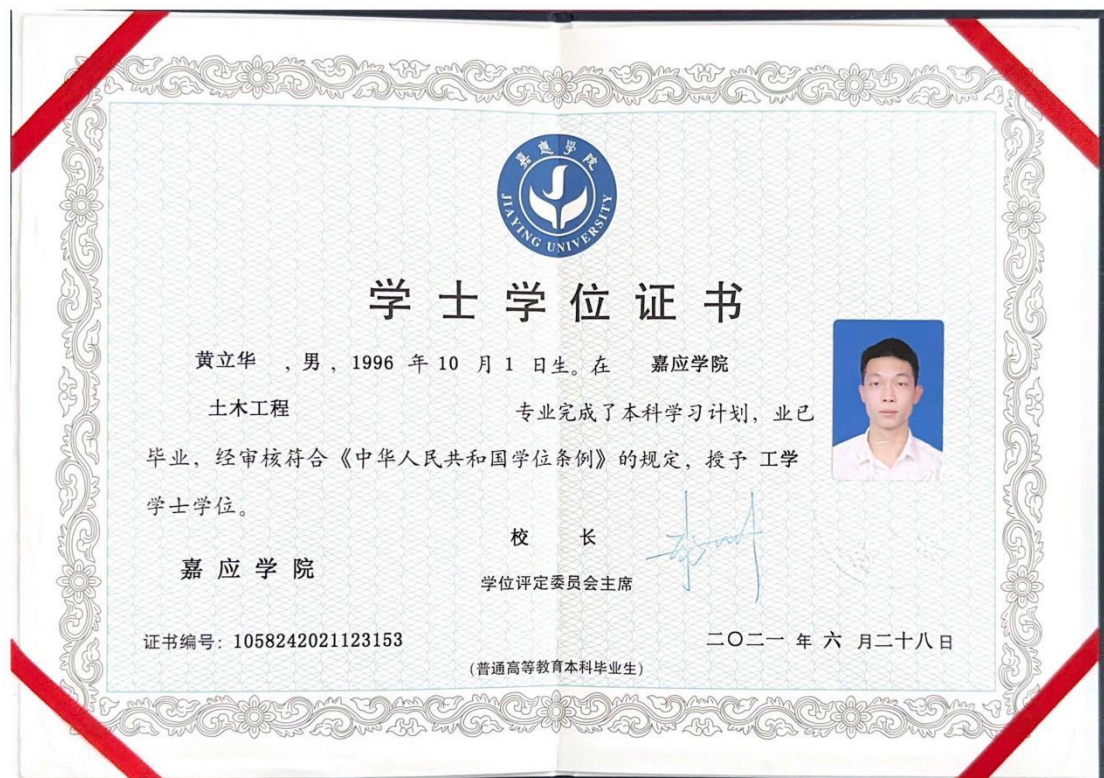 嘉應學院
JIAYING UNIVERSITY
学士学位证书
黄立华 ，男，1996 年 10 月 1 日生。在 嘉应学院
土木工程 专业完成了本科学习计划，业已
毕业，经审核符合《中华人民共和国学位条例》的规定，授予 工学
学士学位。
校 长
嘉应学院
学位评定委员会主席
证书编号：1058242021123153
二〇二一 年 六 月二十八日
(普通高等教育本科毕业生)